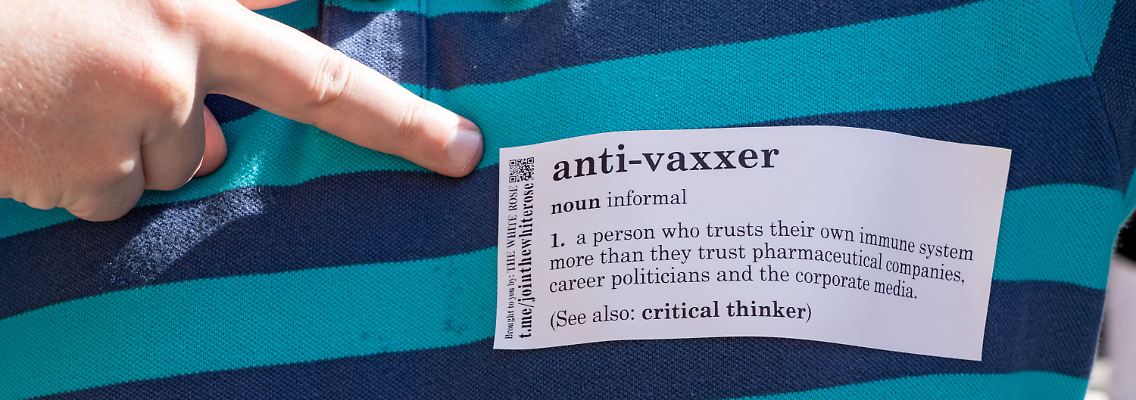 anti-vaxxer
noun informal
1. a person who trusts their own immune system
more than they trust pharmaceutical companies,
career politicians and the corporate media.
(See also: critical thinker)
Brought to you by: THE WHITE ROSE
t.me/jointhewhiterose